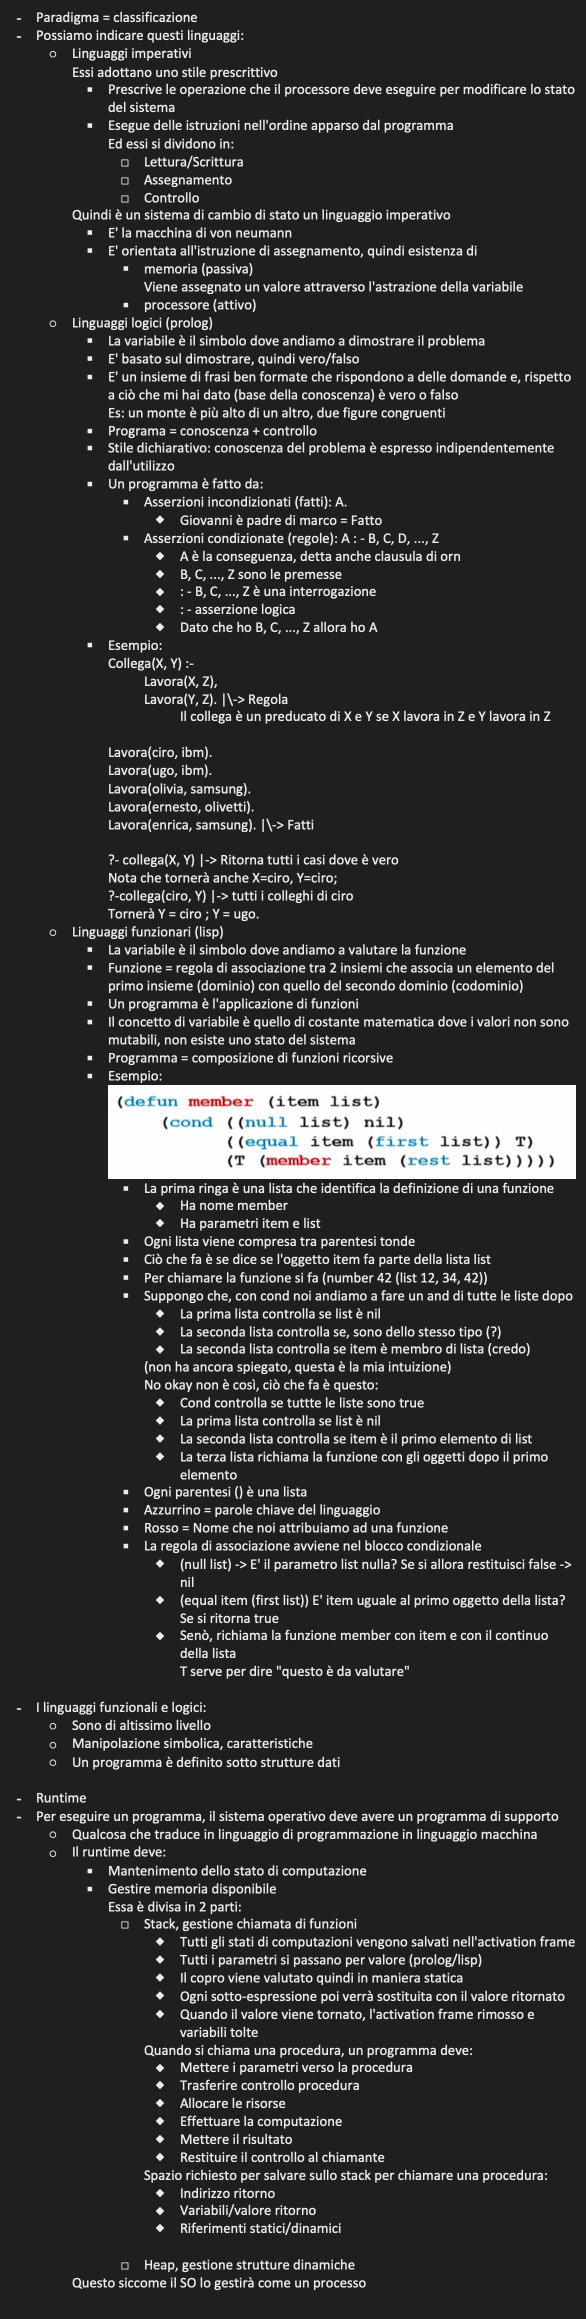 - Paradigma = classificazione
- Possiamo indicare questi linguaggi:
○ Linguaggi imperativi
Essi adottano uno stile prescrittivo
▪ Prescrive le operazione che il processore deve eseguire per modificare lo stato
del sistema
▪ Esegue delle istruzioni nell'ordine apparso dal programma
Ed essi si dividono in:
□ Lettura/Scrittura
□ Assegnamento
□ Controllo
Quindi è un sistema di cambio di stato un linguaggio imperativo
▪ E' la macchina di von neumann
▪ E' orientata all'istruzione di assegnamento, quindi esistenza di
▪ memoria (passiva)
Viene assegnato un valore attraverso l'astrazione della variabile
▪ processore (attivo)
○ Linguaggi logici (prolog)
▪ La variabile è il simbolo dove andiamo a dimostrare il problema
▪ E' basato sul dimostrare, quindi vero/falso
▪ E' un insieme di frasi ben formate che rispondono a delle domande e, rispetto
a ciò che mi hai dato (base della conoscenza) è vero o falso
Es: un monte è più alto di un altro, due figure congruenti
▪ Programa = conoscenza + controllo
▪ Stile dichiarativo: conoscenza del problema è espresso indipendentemente
dall'utilizzo
▪ Un programma è fatto da:
▪ Asserzioni incondizionati (fatti): A.
◆ Giovanni è padre di marco = Fatto
▪ Asserzioni condizionate (regole): A : - B, C, D, ..., Z
◆ A è la conseguenza, detta anche clausula di orn
◆ B, C, ..., Z sono le premesse
◆ : - B, C, ..., Z è una interrogazione
◆ : - asserzione logica
◆ Dato che ho B, C, ..., Z allora ho A
▪ Esempio:
Collega(X, Y) :-
Lavora(X, Z),
Lavora(Y, Z). |\-> Regola
Il collega è un preducato di X e Y se X lavora in Z e Y lavora in Z
Lavora(ciro, ibm).
Lavora(ugo, ibm).
Lavora(olivia, samsung).
Lavora(ernesto, olivetti).
Lavora(enrica, samsung). |\-> Fatti
?- collega(X, Y) |-> Ritorna tutti i casi dove è vero
Nota che tornerà anche X=ciro, Y=ciro;
?-collega(ciro, Y) |-> tutti i colleghi di ciro
Tornerà Y = ciro ; Y = ugo.
○ Linguaggi funzionari (lisp)
▪ La variabile è il simbolo dove andiamo a valutare la funzione
▪ Funzione = regola di associazione tra 2 insiemi che associa un elemento del
primo insieme (dominio) con quello del secondo dominio (codominio)
▪ Un programma è l'applicazione di funzioni
▪ Il concetto di variabile è quello di costante matematica dove i valori non sono
mutabili, non esiste uno stato del sistema
▪ Programma = composizione di funzioni ricorsive
▪ Esempio:
(defun member (item list)
(cond ((null list) nil)
((equal item (first list)) T)
(T (member item (rest list)))))
▪ La prima ringa è una lista che identifica la definizione di una funzione
◆ Ha nome member
◆ Ha parametri item e list
▪ Ogni lista viene compresa tra parentesi tonde
▪ Ciò che fa è se dice se l'oggetto item fa parte della lista list
▪ Per chiamare la funzione si fa (number 42 (list 12, 34, 42))
▪ Suppongo che, con cond noi andiamo a fare un and di tutte le liste dopo
◆ La prima lista controlla se list è nil
◆ La seconda lista controlla se, sono dello stesso tipo (?)
◆ La seconda lista controlla se item è membro di lista (credo)
(non ha ancora spiegato, questa è la mia intuizione)
No okay non è così, ciò che fa è questo:
◆ Cond controlla se tuttte le liste sono true
◆ La prima lista controlla se list è nil
◆ La seconda lista controlla se item è il primo elemento di list
◆ La terza lista richiama la funzione con gli oggetti dopo il primo
elemento
▪ Ogni parentesi () è una lista
▪ Azzurrino = parole chiave del linguaggio
▪ Rosso = Nome che noi attribuiamo ad una funzione
▪ La regola di associazione avviene nel blocco condizionale
◆ (null list) -> E' il parametro list nulla? Se si allora restituisci false ->
nil
◆ (equal item (first list)) E' item uguale al primo oggetto della lista?
Se si ritorna true
◆ Senò, richiama la funzione member con item e con il continuo
della lista
T serve per dire "questo è da valutare"
- I linguaggi funzionali e logici:
○ Sono di altissimo livello
○ Manipolazione simbolica, caratteristiche
○ Un programma è definito sotto strutture dati
- Runtime
- Per eseguire un programma, il sistema operativo deve avere un programma di supporto
○ Qualcosa che traduce in linguaggio di programmazione in linguaggio macchina
○ Il runtime deve:
▪ Mantenimento dello stato di computazione
▪ Gestire memoria disponibile
Essa è divisa in 2 parti:
□ Stack, gestione chiamata di funzioni
◆ Tutti gli stati di computazioni vengono salvati nell'activation frame
◆ Tutti i parametri si passano per valore (prolog/lisp)
◆ Il copro viene valutato quindi in maniera statica
◆ Ogni sotto-espressione poi verrà sostituita con il valore ritornato
◆ Quando il valore viene tornato, l'activation frame rimosso e
variabili tolte
Quando si chiama una procedura, un programma deve:
◆ Mettere i parametri verso la procedura
◆ Trasferire controllo procedura
◆ Allocare le risorse
◆ Effettuare la computazione
◆ Mettere il risultato
◆ Restituire il controllo al chiamante
Spazio richiesto per salvare sullo stack per chiamare una procedura:
◆ Indirizzo ritorno
◆ Variabili/valore ritorno
◆ Riferimenti statici/dinamici
□ Heap, gestione strutture dinamiche
Questo siccome il SO lo gestirà come un processo